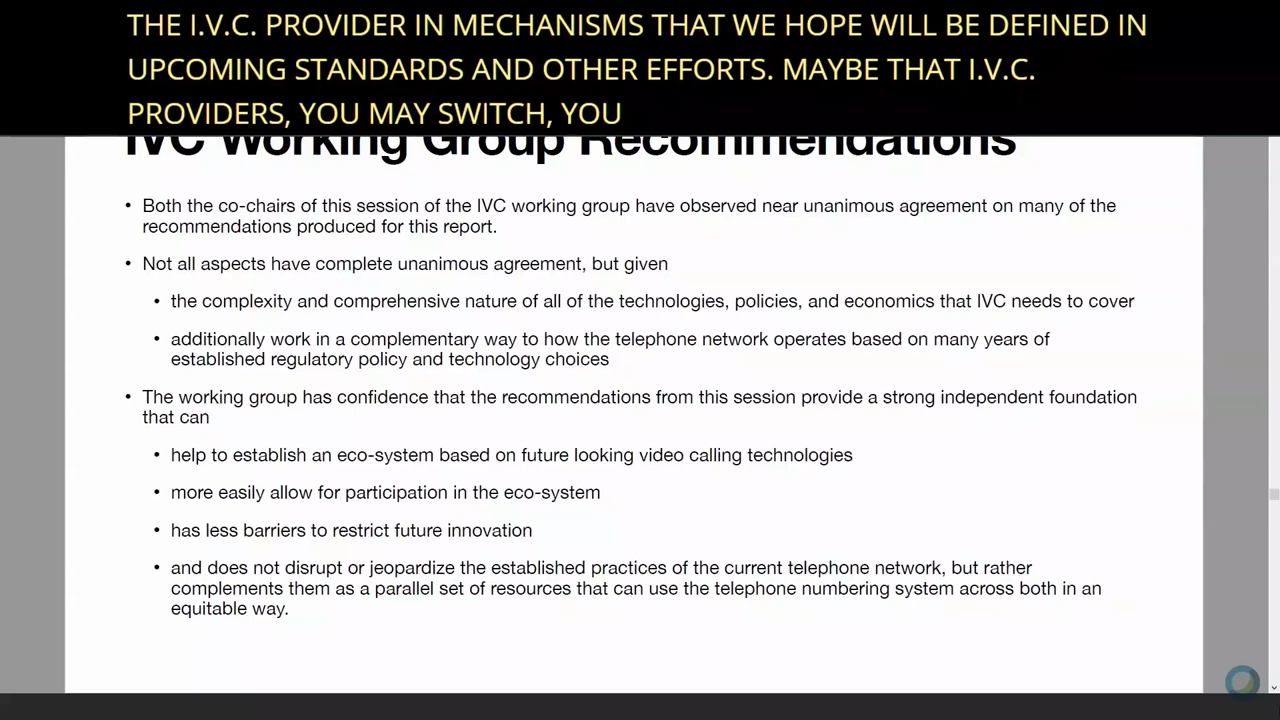 THE I.V.C. PROVIDER IN MECHANISMS THAT WE HOPE WILL BE DEFINED IN
UPCOMING STANDARDS AND OTHER EFFORTS. MAYBE THAT I.V.C.
PROVIDERS, YOU MAY SWITCH, YOU
IVC Working Group Recommendations
• Both the co-chairs of this session of the IVC working group have observed near unanimous agreement on many of the
recommendations produced for this report.
• Not all aspects have complete unanimous agreement, but given
• the complexity and comprehensive nature of all of the technologies, policies, and economics that IVC needs to cover
• additionally work in a complementary way to how the telephone network operates based on many years of
established regulatory policy and technology choices
• The working group has confidence that the recommendations from this session provide a strong independent foundation
that can
• help to establish an eco-system based on future looking video calling technologies
• more easily allow for participation in the eco-system
• has less barriers to restrict future innovation
• and does not disrupt or jeopardize the established practices of the current telephone network, but rather
complements them as a parallel set of resources that can use the telephone numbering system across both in an
equitable way.